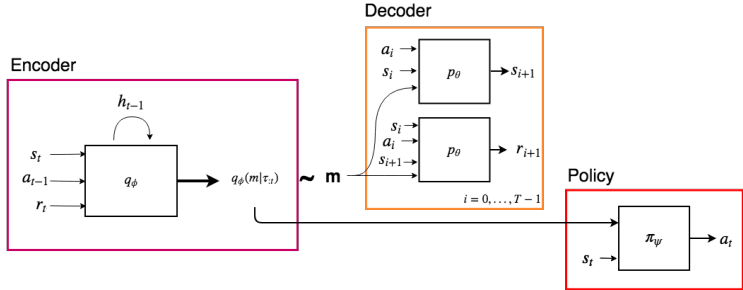 Encoder
h_{t-1}
s_t
a_{t-1}
r_t
q_ϕ
q_ϕ(m|τ_{:t})
~ m
Decoder
a_i
s_i
p_θ
s_{i+1}
s_i
a_i
s_{i+1}
p_θ
r_{i+1}
i = 0, . . . , T − 1
Policy
s_t
π_ψ
a_t